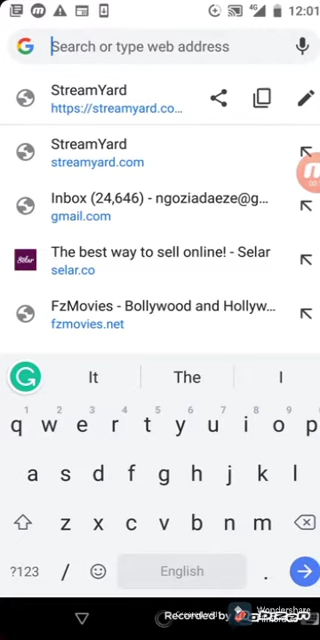 4G 12:01
Search or type web address
StreamYard
https://streamyard.co...
StreamYard
streamyard.com
Inbox (24,646) - ngoziadaeze@g...
gmail.com
Selar
The best way to sell online! - Selar
selar.co
FzMovies - Bollywood and Hollyw...
fzmovies.net
It The I
1 2 3 4 5 6 7 8 9
q w e r t y u i o p
a s d f g h j k l
z x c v b n m
?123 / English .
Recorded by
Wondershare